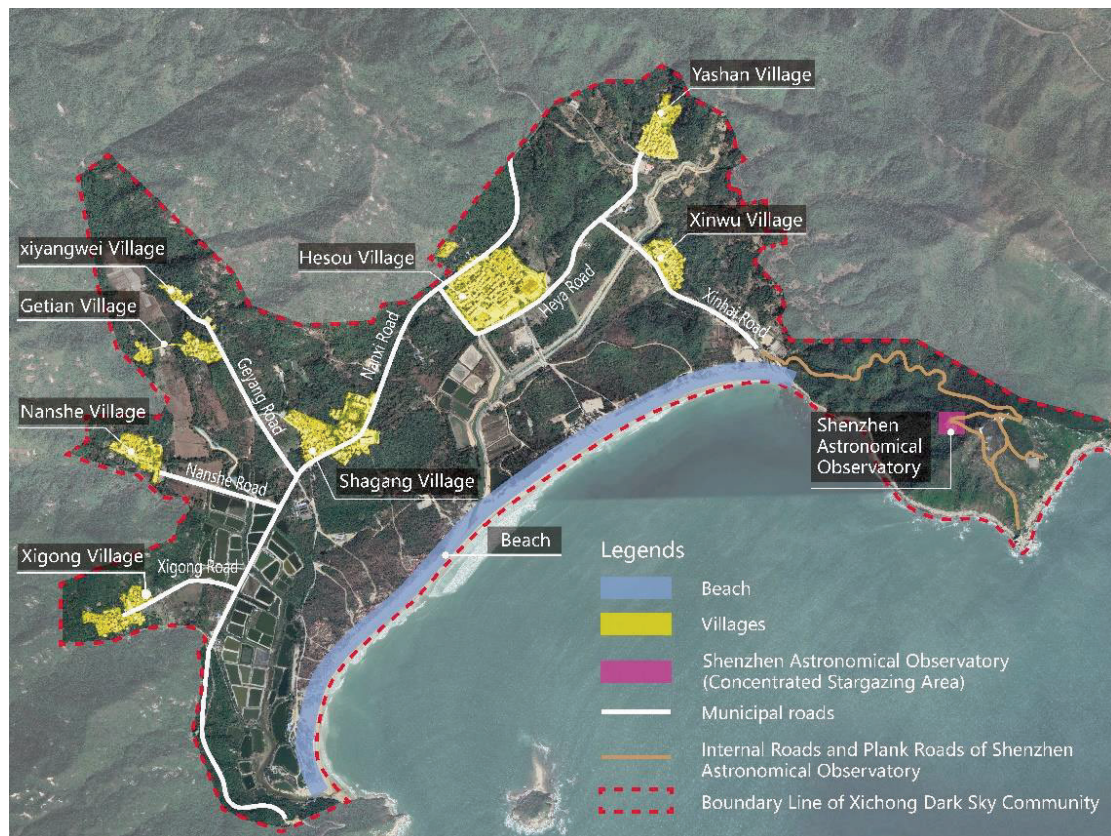 Yashan Village
Xinwu Village
Hesou Village
xiyangwei Village
Getian Village
Heya Road
Xinhai Road
Nanxi Road
Geyang Road
Nanshe Village
Nanshe Road
Shagang Village
Shenzhen
Astronomical
Observatory
Xigong Village
Xigong Road
Beach
Legends
Beach
Villages
Shenzhen Astronomical Observatory
(Concentrated Stargazing Area)
Municipal roads
Internal Roads and Plank Roads of Shenzhen
Astronomical Observatory
Boundary Line of Xichong Dark Sky Community